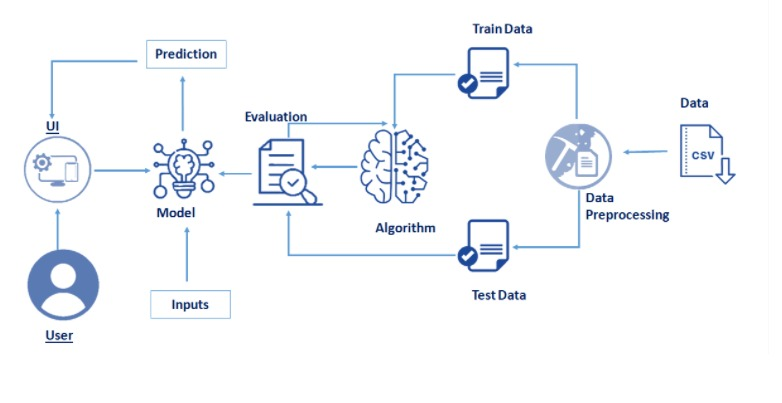 Train Data
Prediction
Data
Evaluation
UI
CSV
Data
Preprocessing
Model
Algorithm
Inputs
Test Data
User